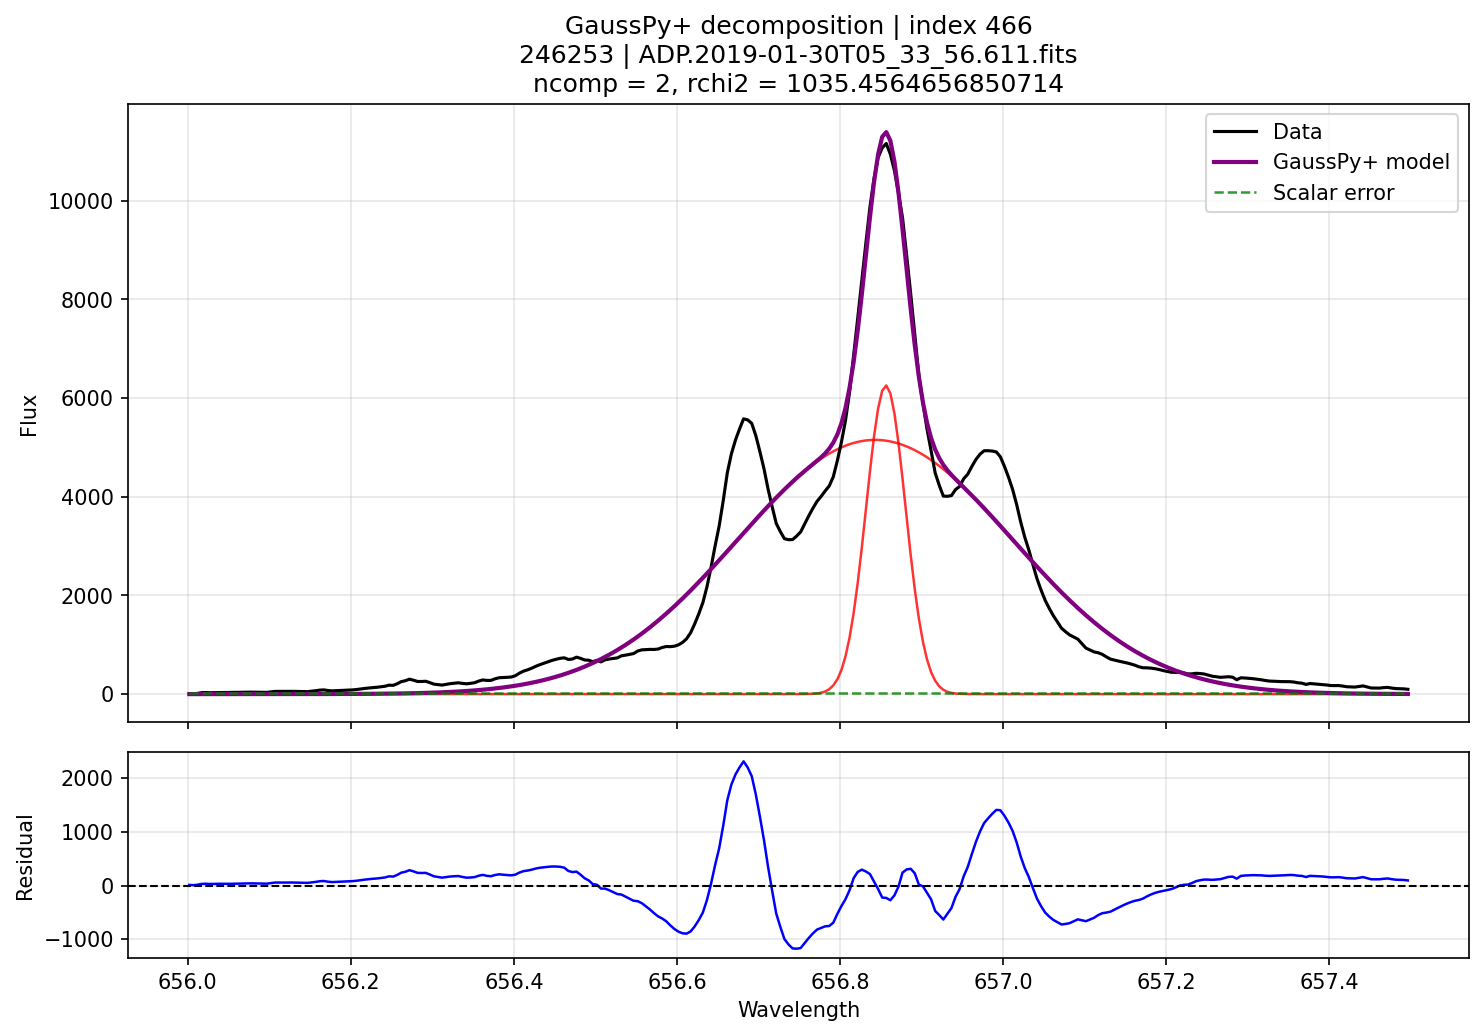 GaussPy+ decomposition | index 466
246253 | ADP.2019-01-30T05_33_56.611.fits
ncomp = 2, rchi2 = 1035.4564656850714
Data
GaussPy+ model
Scalar error
Flux
10000
8000
6000
4000
2000
0
Residual
2000
1000
0
−1000
656.0 656.2 656.4 656.6 656.8 657.0 657.2 657.4
Wavelength